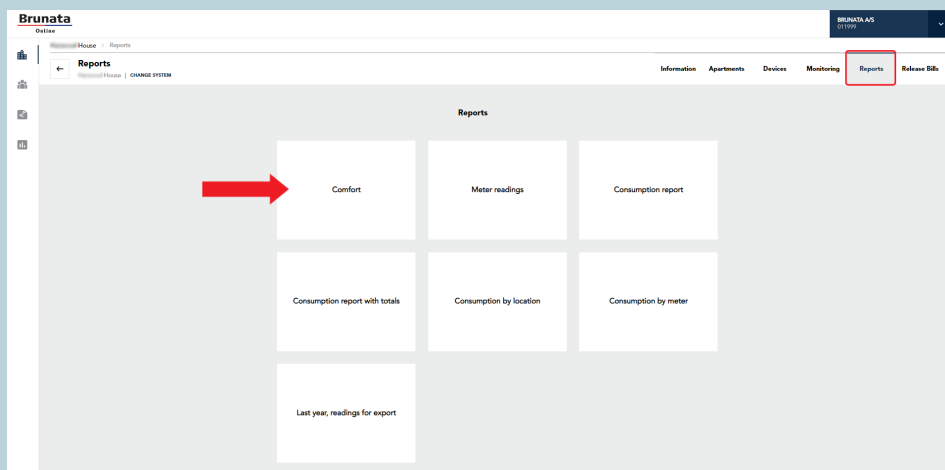 Brunata
Online
BRUNATA A/S
011999
House > Reports
Reports
House | CHANGE SYSTEM
Information Apartments Devices Monitoring Reports Release Bills
Reports
Comfort Meter readings Consumption report
Consumption report with totals Consumption by location Consumption by meter
Last year, readings for export